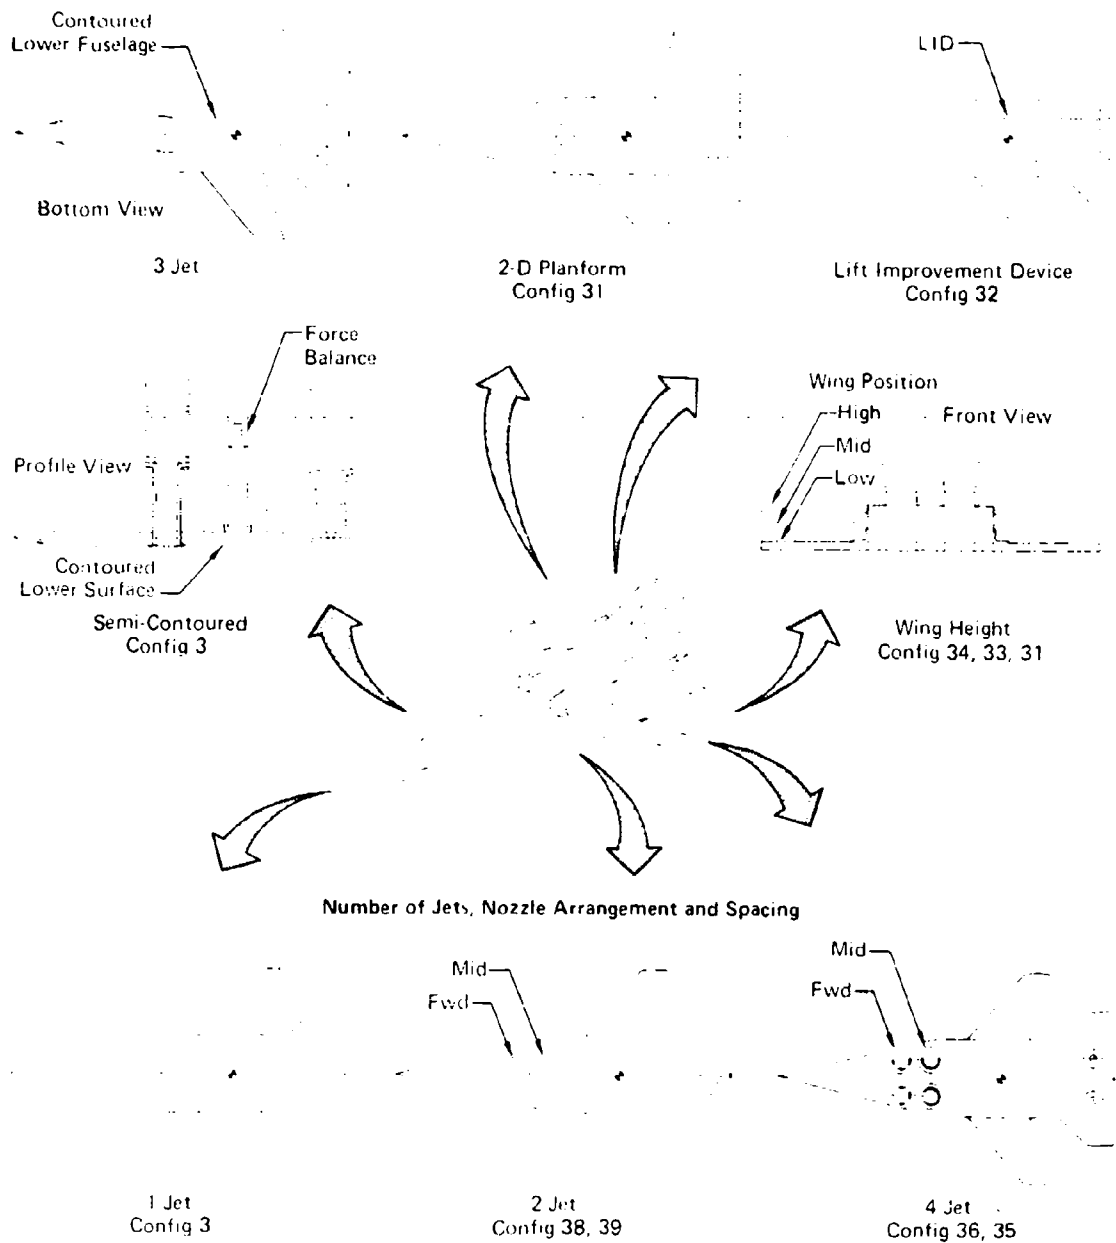 Contoured
Lower Fuselage
Bottom View
3 Jet
2-D Planform
Config 31
LID
Lift Improvement Device
Config 32
Force
Balance
Profile View
Contoured
Lower Surface
Semi-Contoured
Config 3
Wing Position
High
Front View
Mid
Low
Wing Height
Config 34, 33, 31
Number of Jets, Nozzle Arrangement and Spacing
1 Jet
Config 3
Mid
Fwd
2 Jet
Config 38, 39
Mid
Fwd
4 Jet
Config 36, 35